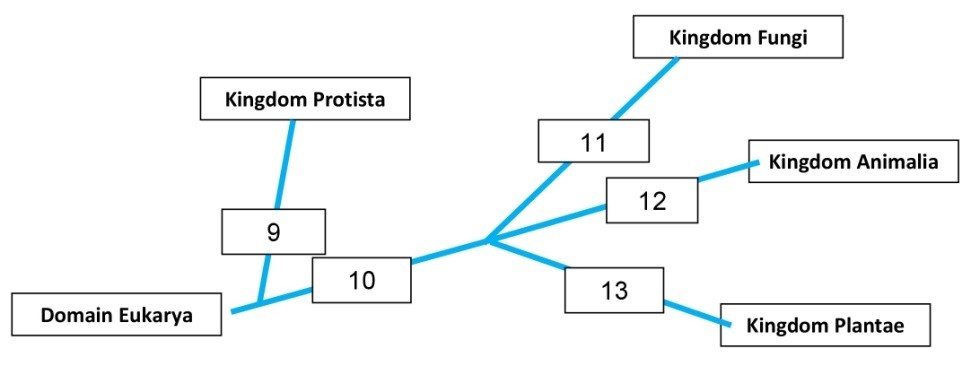 Kingdom Fungi
Kingdom Protista
11
Kingdom Animalia
12
9
10
13
Domain Eukarya
Kingdom Plantae